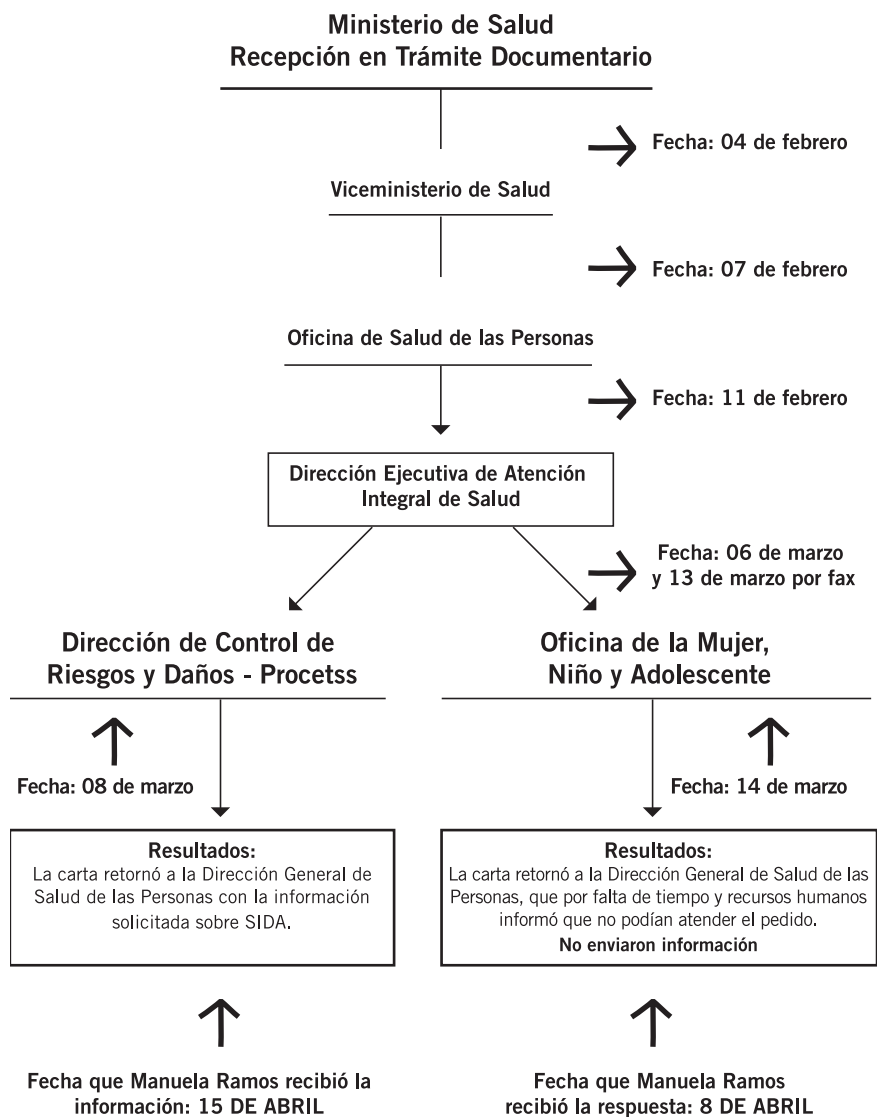 Ministerio de Salud
Recepción en Trámite Documentario
Fecha: 04 de febrero
Viceministerio de Salud
Fecha: 07 de febrero
Oficina de Salud de las Personas
Fecha: 11 de febrero
Dirección Ejecutiva de Atención
Integral de Salud
Fecha: 06 de marzo
y 13 de marzo por fax
Dirección de Control de
Riesgos y Daños - Procetss
Oficina de la Mujer,
Niño y Adolescente
Fecha: 08 de marzo
Fecha: 14 de marzo
Resultados:
La carta retornó a la Dirección General de
Salud de las Personas con la información
solicitada sobre SIDA.
Resultados:
La carta retornó a la Dirección General de Salud de las
Personas, que por falta de tiempo y recursos humanos
informó que no podían atender el pedido.
No enviaron información
Fecha que Manuela Ramos recibió la
información: 15 DE ABRIL
Fecha que Manuela Ramos
recibió la respuesta: 8 DE ABRIL